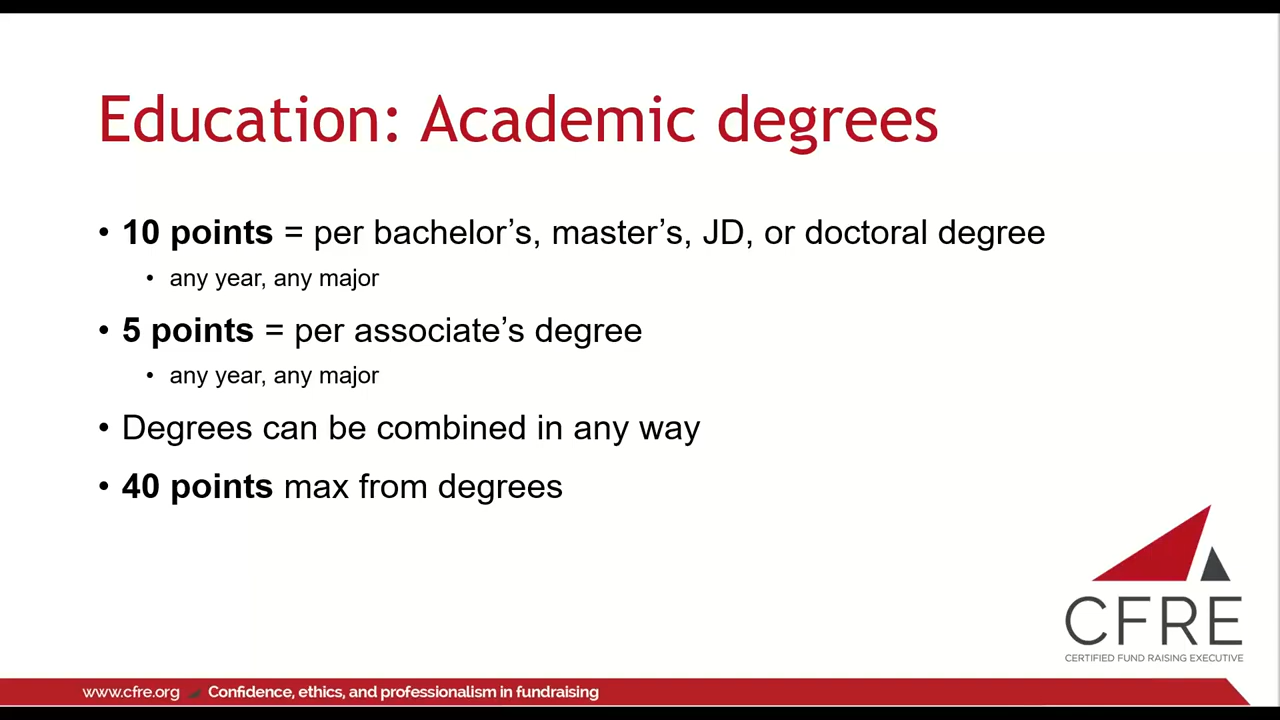 Education: Academic degrees
• 10 points = per bachelor’s, master’s, JD, or doctoral degree
• any year, any major
• 5 points = per associate’s degree
• any year, any major
• Degrees can be combined in any way
• 40 points max from degrees
CFRE
CERTIFIED FUND RAISING EXECUTIVE
www.cfre.org Confidence, ethics, and professionalism in fundraising